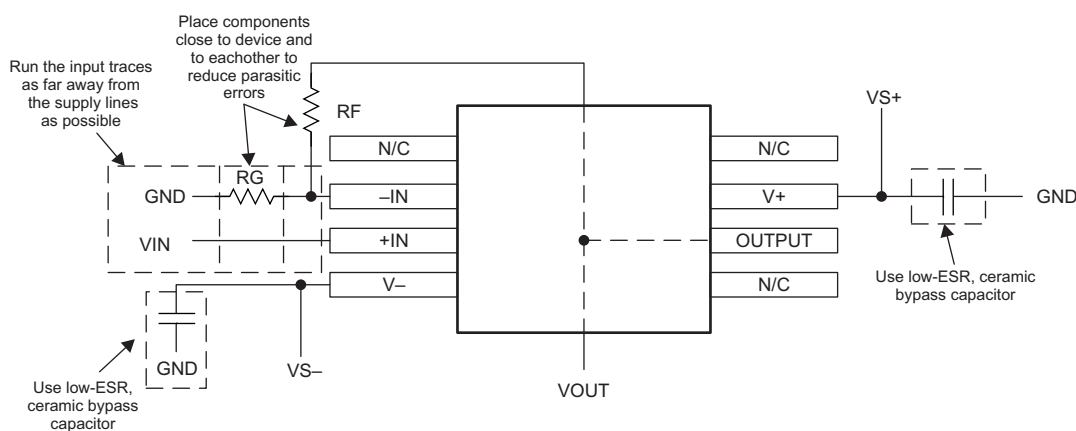 Place components
close to device and
to eachother to
reduce parasitic
errors
Run the input traces
as far away from
the supply lines
as possible
RF
VS+
N/C
N/C
RG
GND
–IN
V+
GND
VIN
+IN
OUTPUT
V–
N/C
Use low-ESR, ceramic
bypass capacitor
GND
VS–
VOUT
Use low-ESR,
ceramic bypass
capacitor